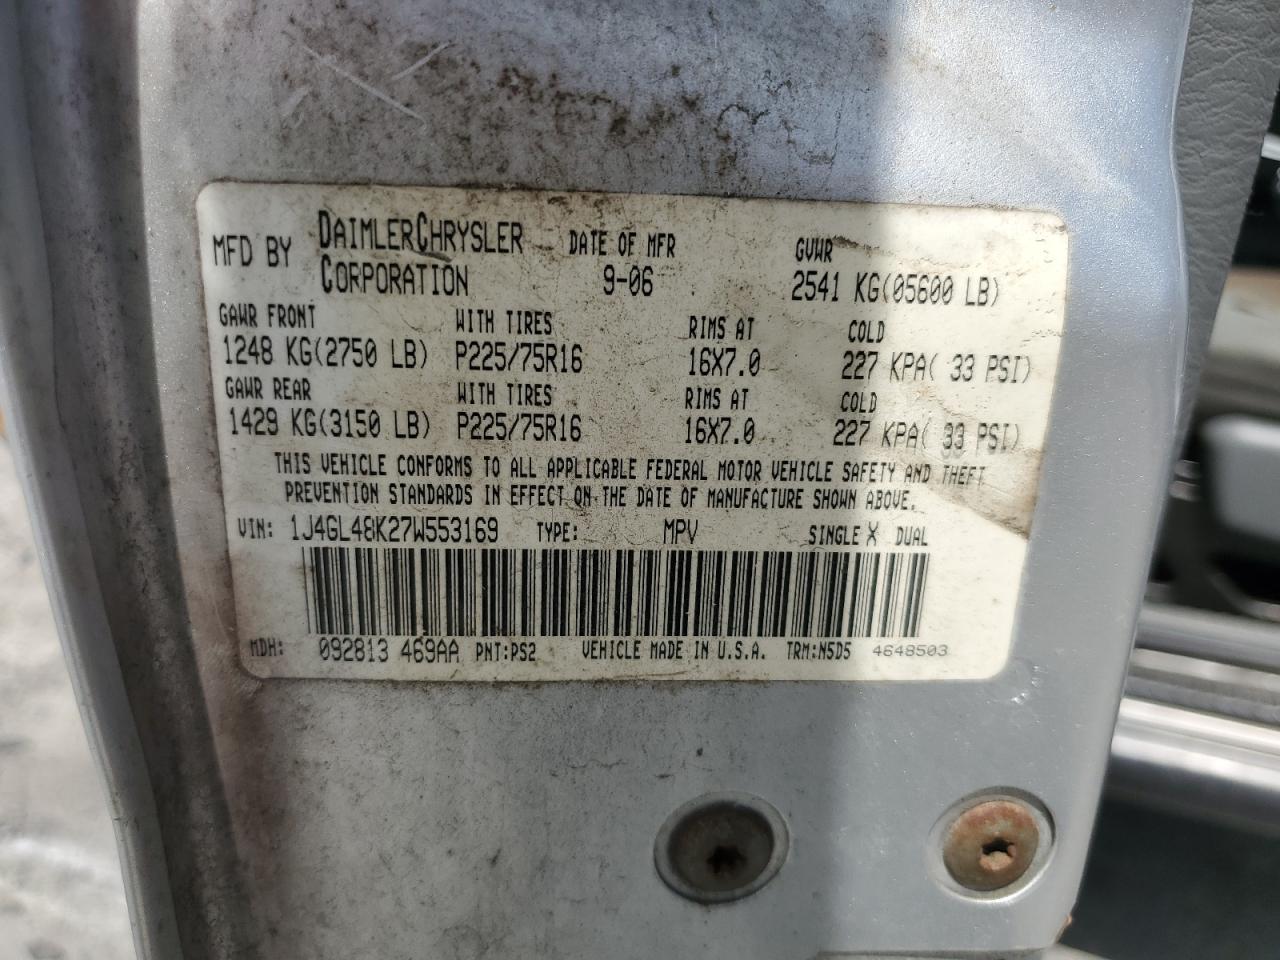 MFD BY DAIMLERCHRYSLER CORPORATION DATE OF MFR 9-06 GVWR 2541 KG(05600 LB)
GAWR FRONT WITH TIRES RIMS AT COLD
1248 KG(2750 LB) P225/75R16 16X7.0 227 KPA( 33 PSI)
GAWR REAR WITH TIRES RIMS AT COLD
1429 KG(3150 LB) P225/75R16 16X7.0 227 KPA( 33 PSI)
THIS VEHICLE CONFORMS TO ALL APPLICABLE FEDERAL MOTOR VEHICLE SAFETY AND THEFT
PREVENTION STANDARDS IN EFFECT ON THE DATE OF MANUFACTURE SHOWN ABOVE.
VIN: 1J4GL48K27W553169 TYPE: MPV SINGLE X DUAL
MDH: 092813 469AA PNT:PS2 VEHICLE MADE IN U.S.A. TRM:N5D5 4648503